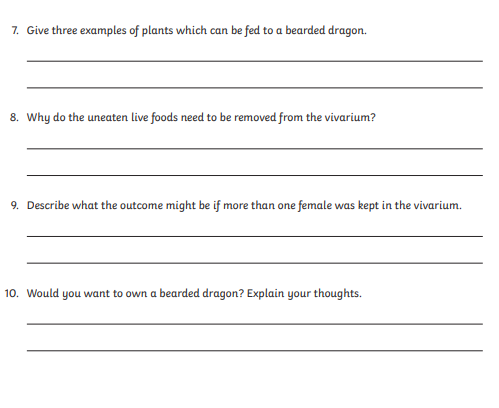 7. Give three examples of plants which can be fed to a bearded dragon.
8. Why do the uneaten live foods need to be removed from the vivarium?
9. Describe what the outcome might be if more than one female was kept in the vivarium.
10. Would you want to own a bearded dragon? Explain your thoughts.